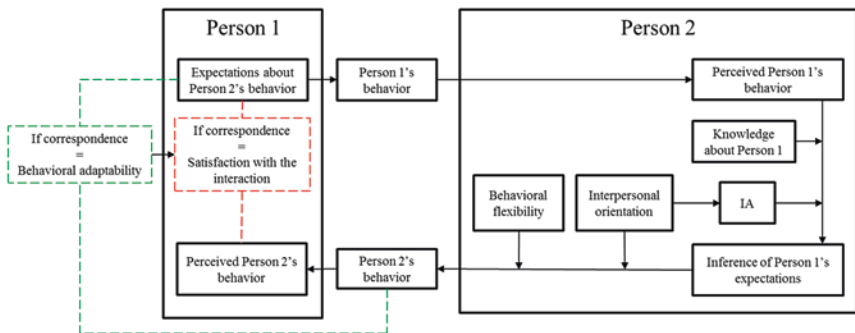 Person 1
Person 2
Expectations about
Person 2's behavior
Person 1's
behavior
Perceived Person 1's
behavior
If correspondence
=
Behavioral adaptability
If correspondence
=
Satisfaction with the
interaction
Knowledge
about Person 1
Behavioral
flexibility
Interpersonal
orientation
IA
Perceived Person 2's
behavior
Person 2's
behavior
Inference of Person 1's
expectations